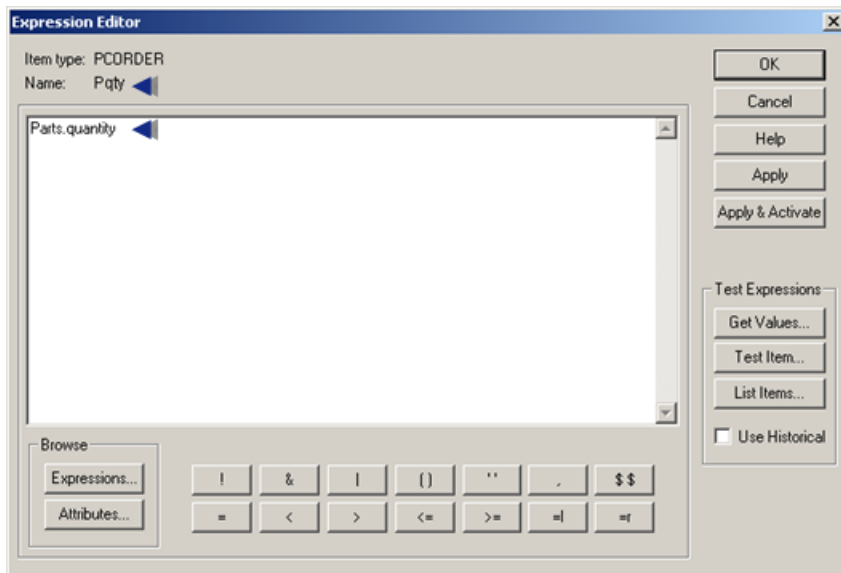 Expression Editor
Item type: PCORDER
Name: Pqty
Parts.quantity
OK
Cancel
Help
Apply
Apply & Activate
Test Expressions
Get Values...
Test Item...
List Items...
Use Historical
Browse
Expressions...
Attributes...
! & | () '' , $$
= < > <= >= =l =r